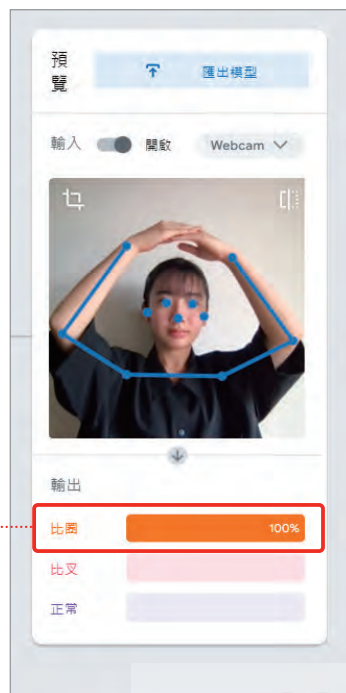 預
覽
匯出模型
輸入 開啟 Webcam
輸出
比圈 100%
比叉
正常